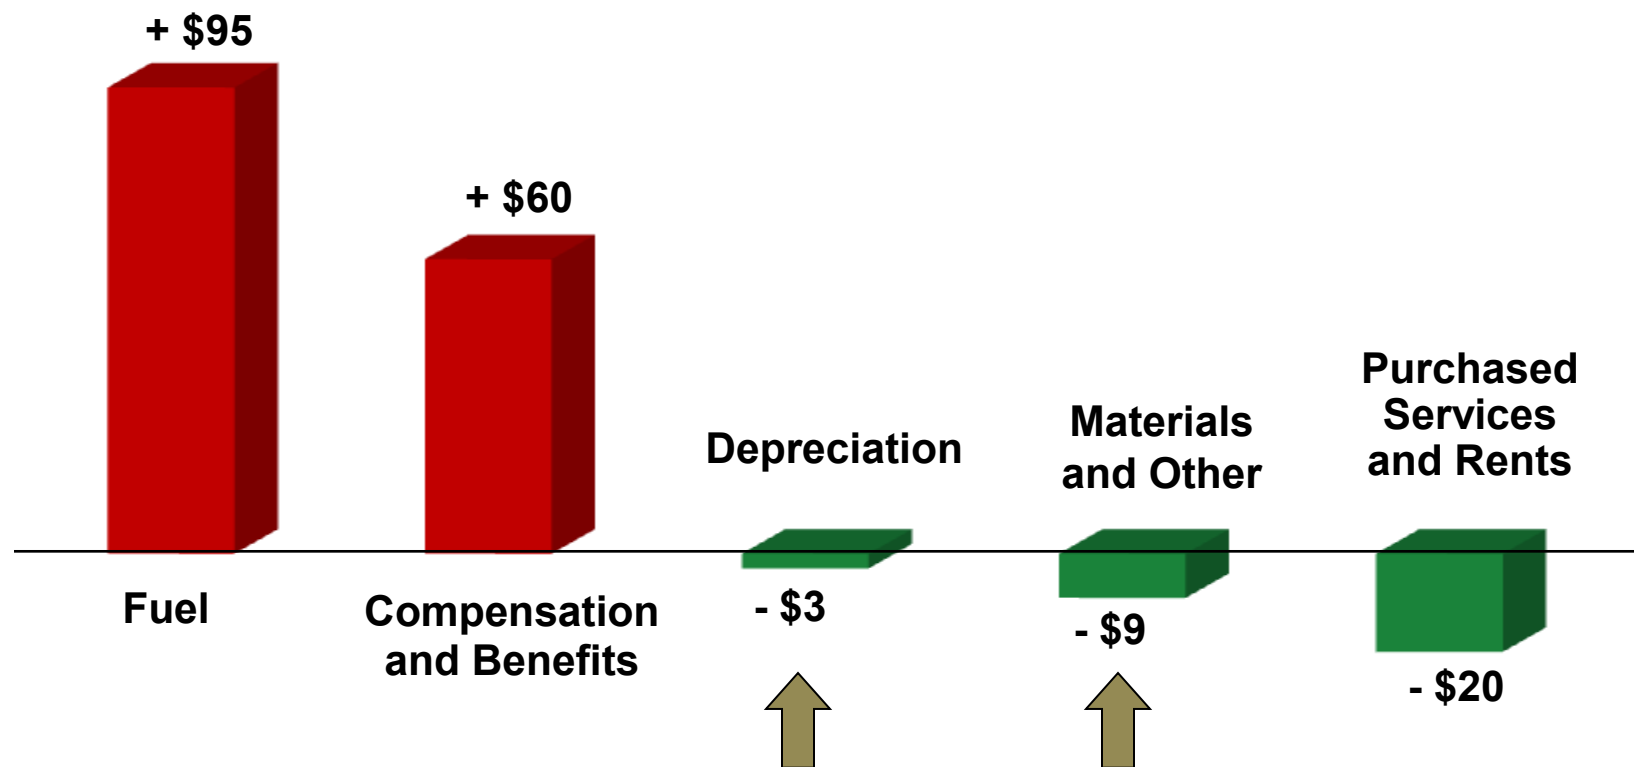 + $95
Fuel
+ $60
Compensation
and Benefits
Depreciation
- $3
Materials
and Other
- $9
Purchased
Services
and Rents
- $20